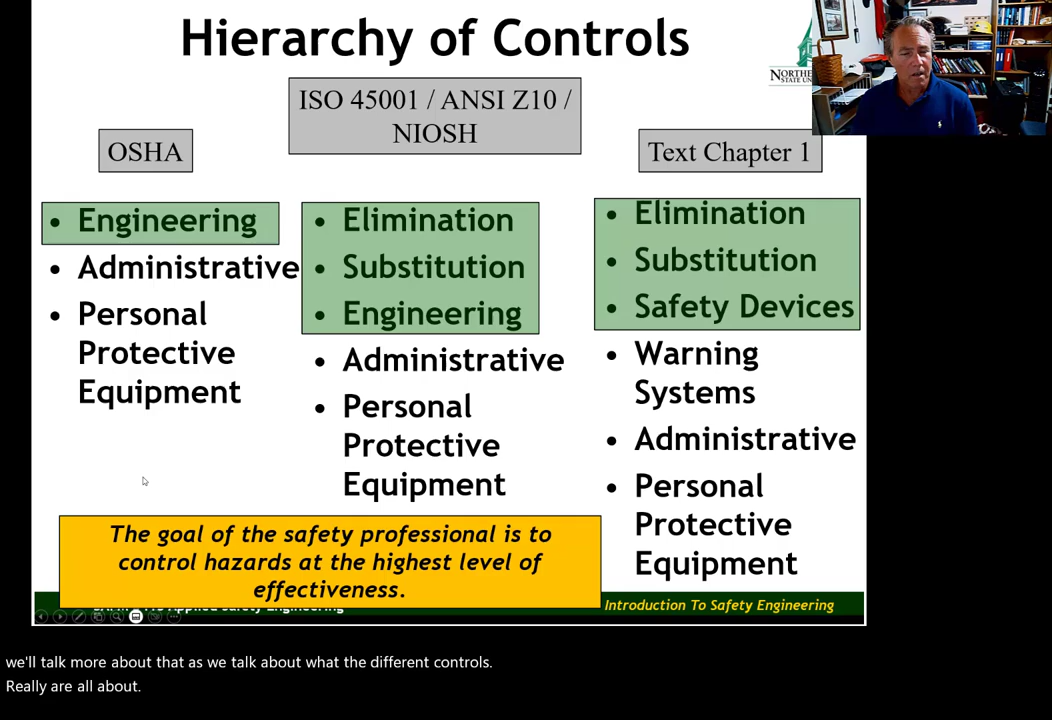 Hierarchy of Controls
ISO 45001 / ANSI Z10 /
NIOSH
OSHA
Text Chapter 1
• Engineering
• Administrative
• Personal
Protective
Equipment
• Elimination
• Substitution
• Engineering
• Administrative
• Personal
Protective
Equipment
• Elimination
• Substitution
• Safety Devices
• Warning
Systems
• Administrative
• Personal
Protective
Equipment
The goal of the safety professional is to
control hazards at the highest level of
effectiveness.
Applied Safety Engineering
Introduction To Safety Engineering
we'll talk more about that as we talk about what the different controls.
Really are all about.